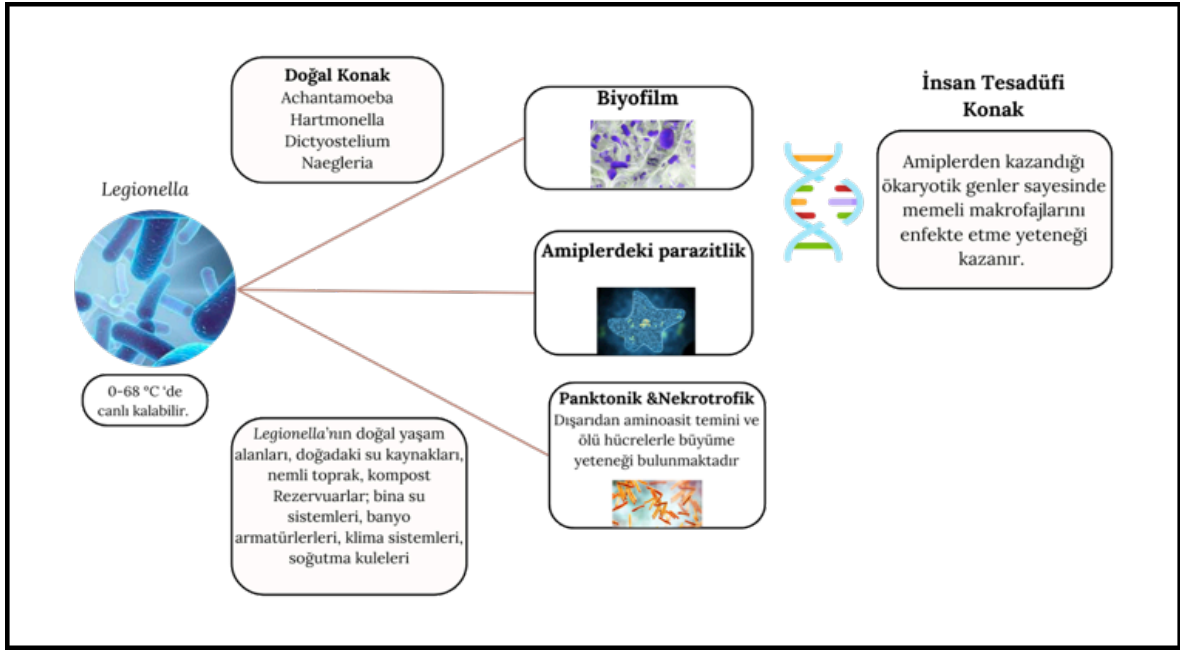 Legionella
0-68 °C ‘de
canlı kalabilir.
Doğal Konak
Achantamoeba
Hartmonella
Dictyostelium
Naegleria
Legionella’nın doğal yaşam
alanları, doğadaki su kaynakları,
nemli toprak, kompost
Rezervuarlar; bina su
sistemleri, banyo
armatürlerleri, klima sistemleri,
soğutma kuleleri
Biyofilm
Amiplerdeki parazitlik
Panktonik &Nekrotrofik
Dışarıdan aminoasit temini ve
ölü hücrelerle büyüme
yeteneği bulunmaktadır
İnsan Tesadüfi
Konak
Amiplerden kazandığı
ökaryotik genler sayesinde
memeli makrofajlarını
enfekte etme yeteneği
kazanır.